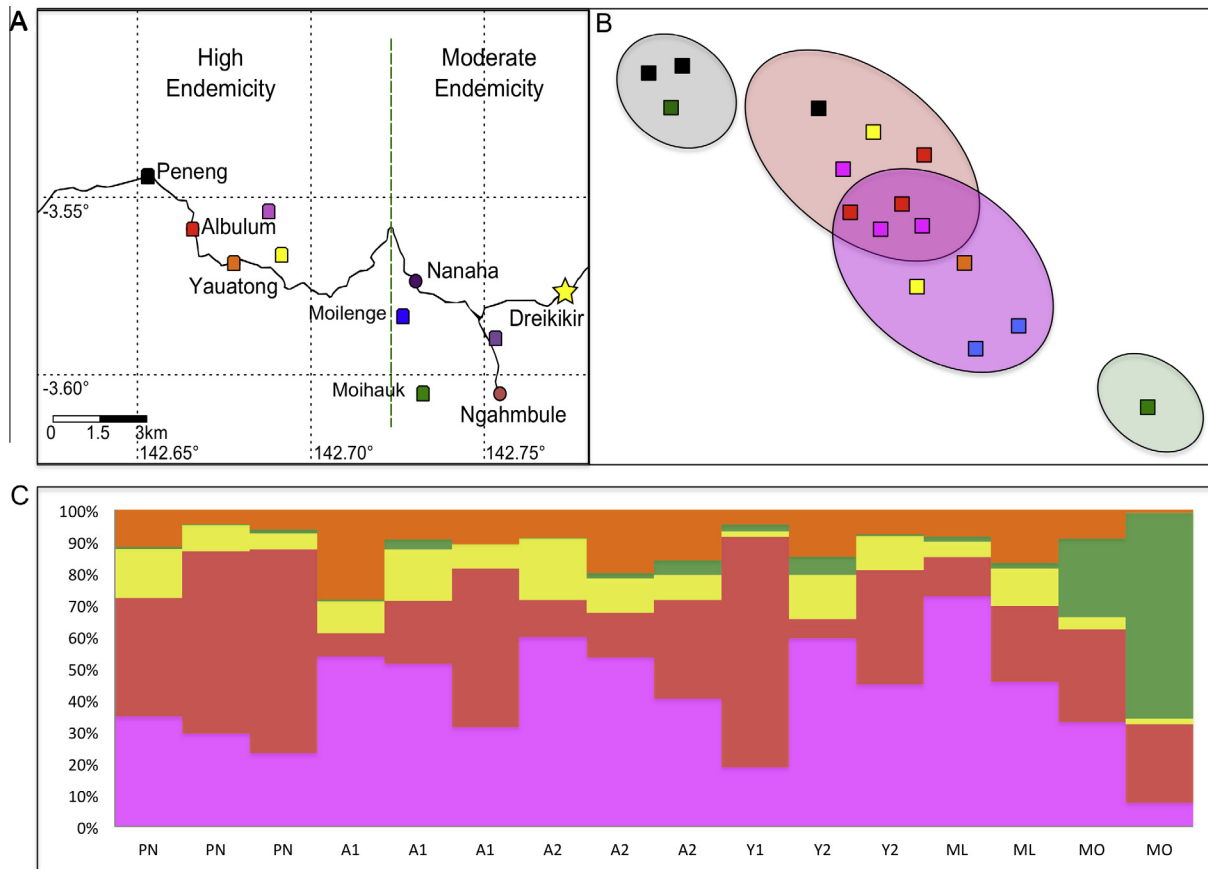 A
B
High
Endemicity
Moderate
Endemicity
Peneng
-3.55°
Albulum
Yauatong
Nanaha
Moilenge
Dreikikir
-3.60°
Moihauk
Ngahmbule
0 1.5 3km
142.65° 142.70° 142.75°
C
100%
90%
80%
70%
60%
50%
40%
30%
20%
10%
0%
PN PN PN A1 A1 A1 A2 A2 A2 Y1 Y2 Y2 ML ML MO MO